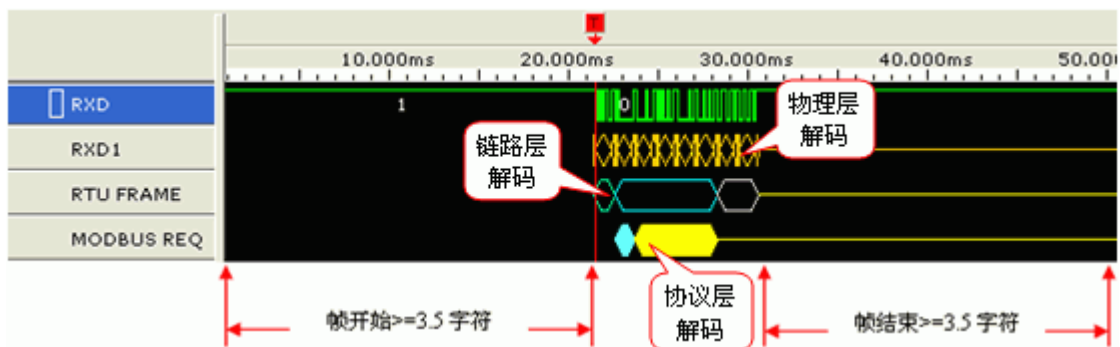 T
10.000ms 20.000ms 30.000ms 40.000ms 50.00
RXD 1 0
物理层
解码
RXD1
链路层
解码
RTU FRAME
MODBUS REQ
协议层
解码
帧开始>=3.5 字符
帧结束>=3.5 字符